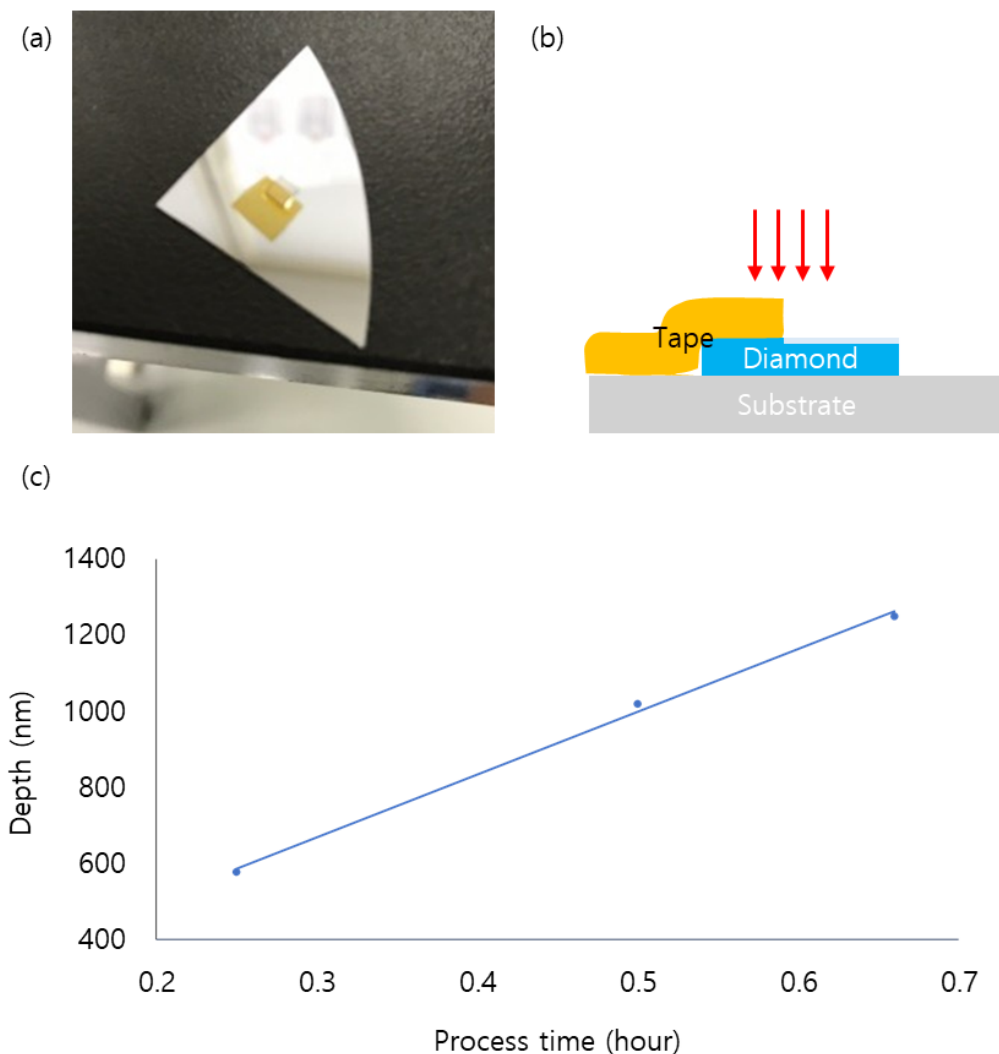 (a)
(b)
Tape
Diamond
Substrate
(c)
1400
1200
1000
800
600
400
Depth (nm)
0.2 0.3 0.4 0.5 0.6 0.7
Process time (hour)